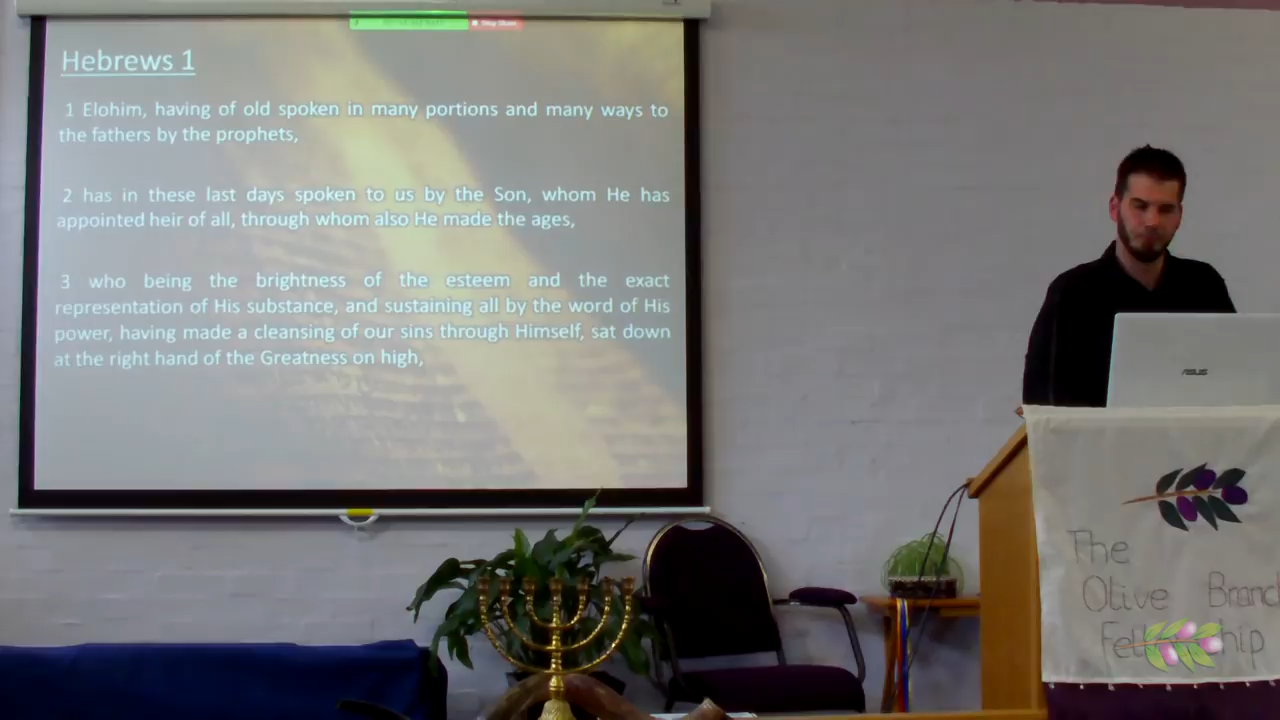 Stop Share
Hebrews 1
1 Elohim, having of old spoken in many portions and many ways to
the fathers by the prophets,
2 has in these last days spoken to us by the Son, whom He has
appointed heir of all, through whom also He made the ages,
3 who being the brightness of the esteem and the exact
representation of His substance, and sustaining all by the word of His
power, having made a cleansing of our sins through Himself, sat down
at the right hand of the Greatness on high,
ASUS
The
Olive Branch